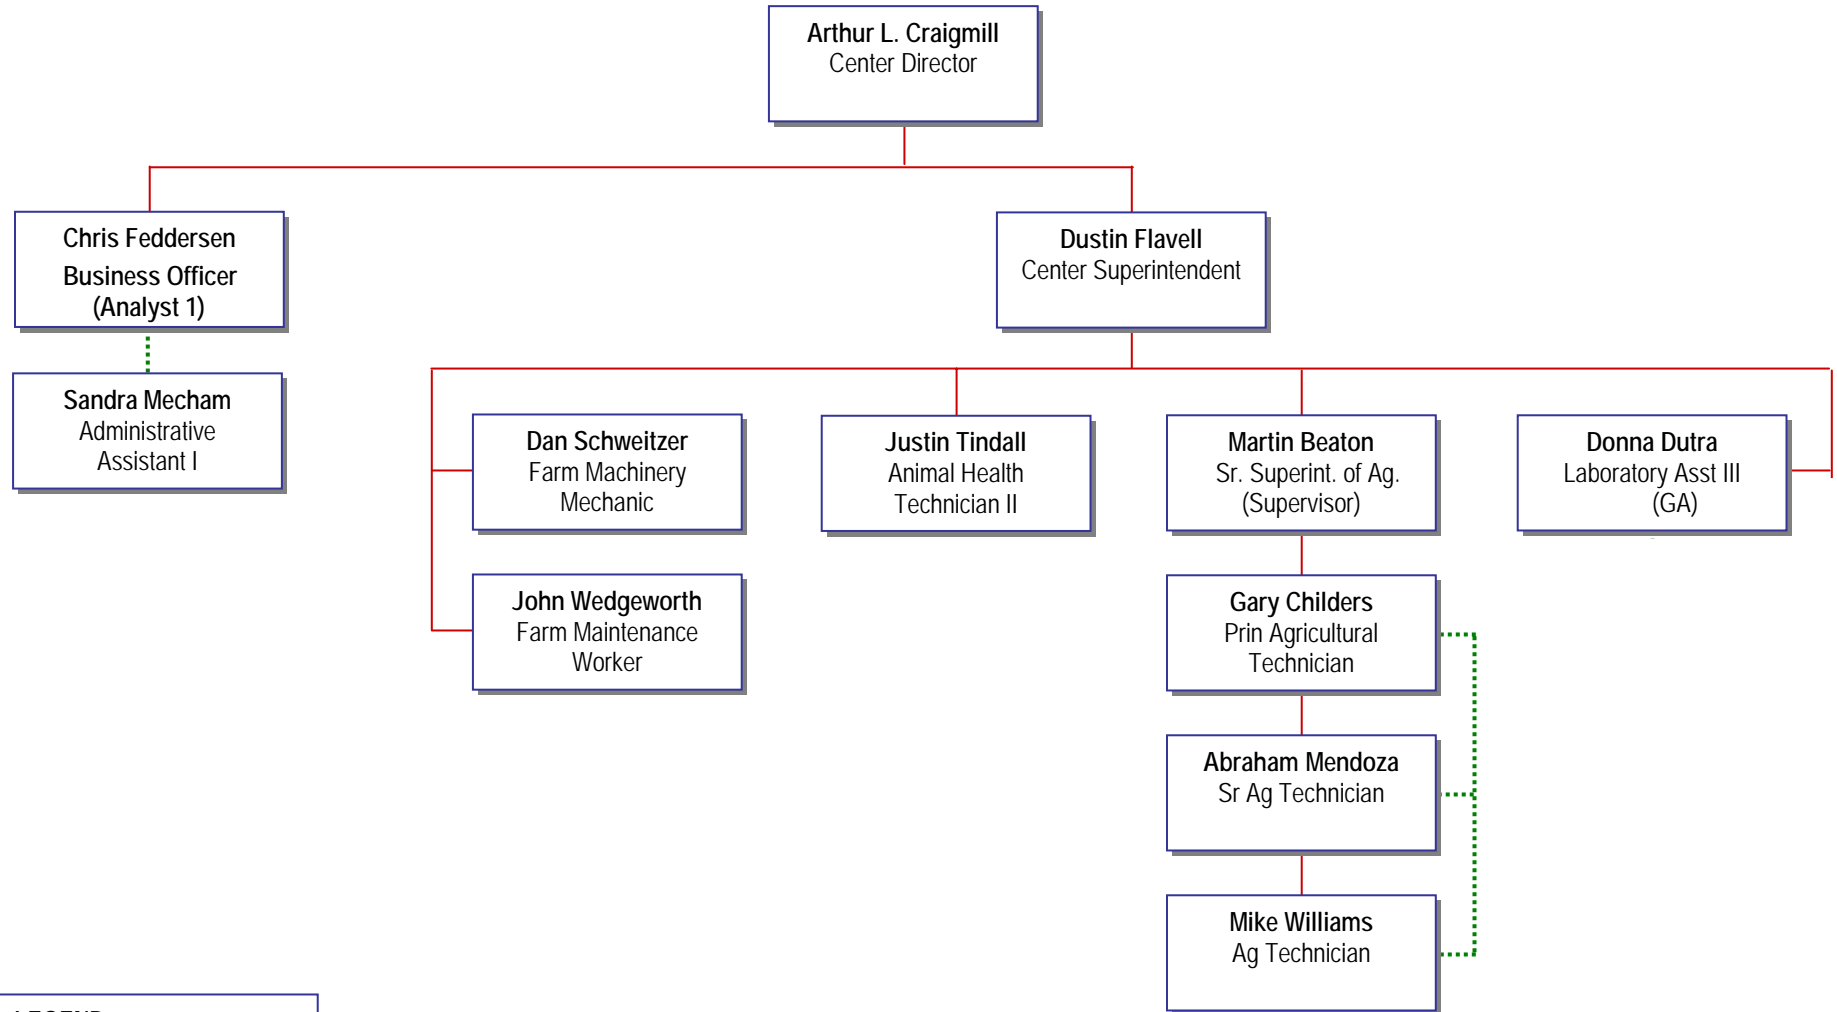 Arthur L. Craigmill
Center Director
Chris Feddersen
Business Officer
(Analyst 1)
Dustin Flavell
Center Superintendent
Sandra Mecham
Administrative
Assistant I
Dan Schweitzer
Farm Machinery
Mechanic
Justin Tindall
Animal Health
Technician II
Martin Beaton
Sr. Superint. of Ag.
(Supervisor)
Donna Dutra
Laboratory Asst III
(GA)
John Wedgeworth
Farm Maintenance
Worker
Gary Childers
Prin Agricultural
Technician
Abraham Mendoza
Sr Ag Technician
Mike Williams
Ag Technician
LEGEND